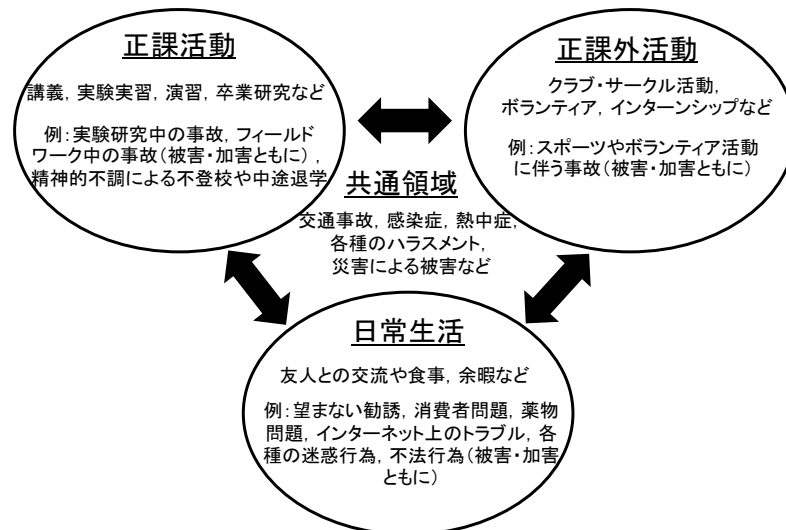 正課活動
講義, 実験実習, 演習, 卒業研究など
例:実験研究中の事故, フィールド
ワーク中の事故(被害・加害ともに),
精神的不調による不登校や中途退学
正課外活動
クラブ・サークル活動,
ボランティア, インターンシップなど
例:スポーツやボランティア活動
に伴う事故(被害・加害ともに)
共通領域
交通事故, 感染症, 熱中症,
各種のハラスメント,
災害による被害など
日常生活
友人との交流や食事, 余暇など
例:望まない勧誘, 消費者問題, 薬物
問題, インターネット上のトラブル, 各
種の迷惑行為, 不法行為(被害・加害
ともに)